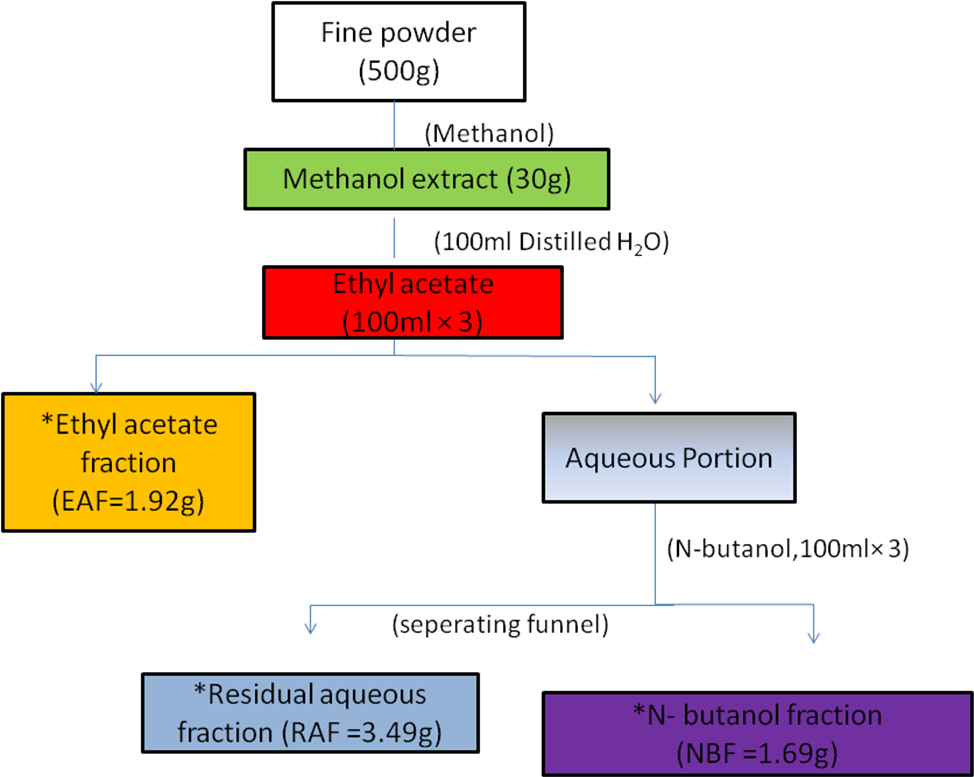 Fine powder
(500g)
(Methanol)
Methanol extract (30g)
(100ml Distilled H₂O)
Ethyl acetate
(100ml × 3)
*Ethyl acetate
fraction
(EAF=1.92g)
Aqueous Portion
(N-butanol,100ml× 3)
(seperating funnel)
*Residual aqueous
fraction (RAF =3.49g)
*N- butanol fraction
(NBF =1.69g)